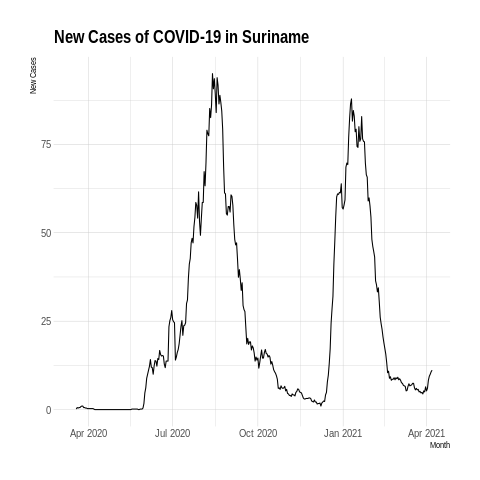 New Cases of COVID-19 in Suriname
New Cases
75
50
25
0
Apr 2020 Jul 2020 Oct 2020 Jan 2021 Apr 2021
Month